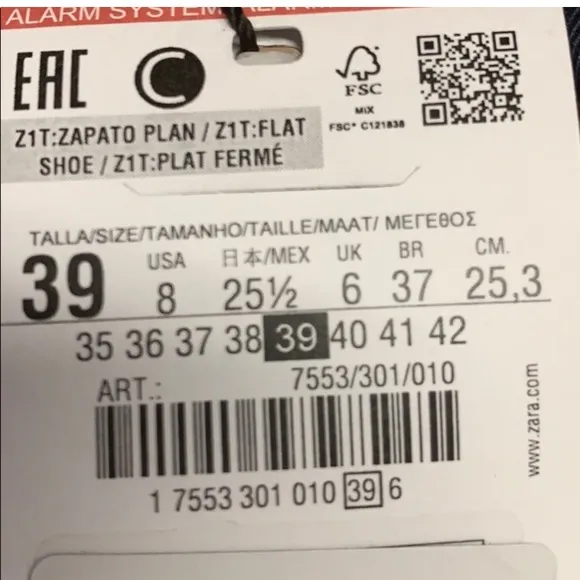 ALARM SYSTEM
EAC
C
FSC
MIX
FSC® C121838
Z1T:ZAPATO PLAN / Z1T:FLAT
SHOE / Z1T:PLAT FERMÉ
TALLA/SIZE/TAMANHO/TAILLE/MAAT/ ΜΕΓΕΘΟΣ
USA 日本/MEX UK BR CM.
39 8 25½ 6 37 25,3
35 36 37 38 39 40 41 42
ART.: 7553/301/010
1 7553 301 010 39 6
www.zara.com